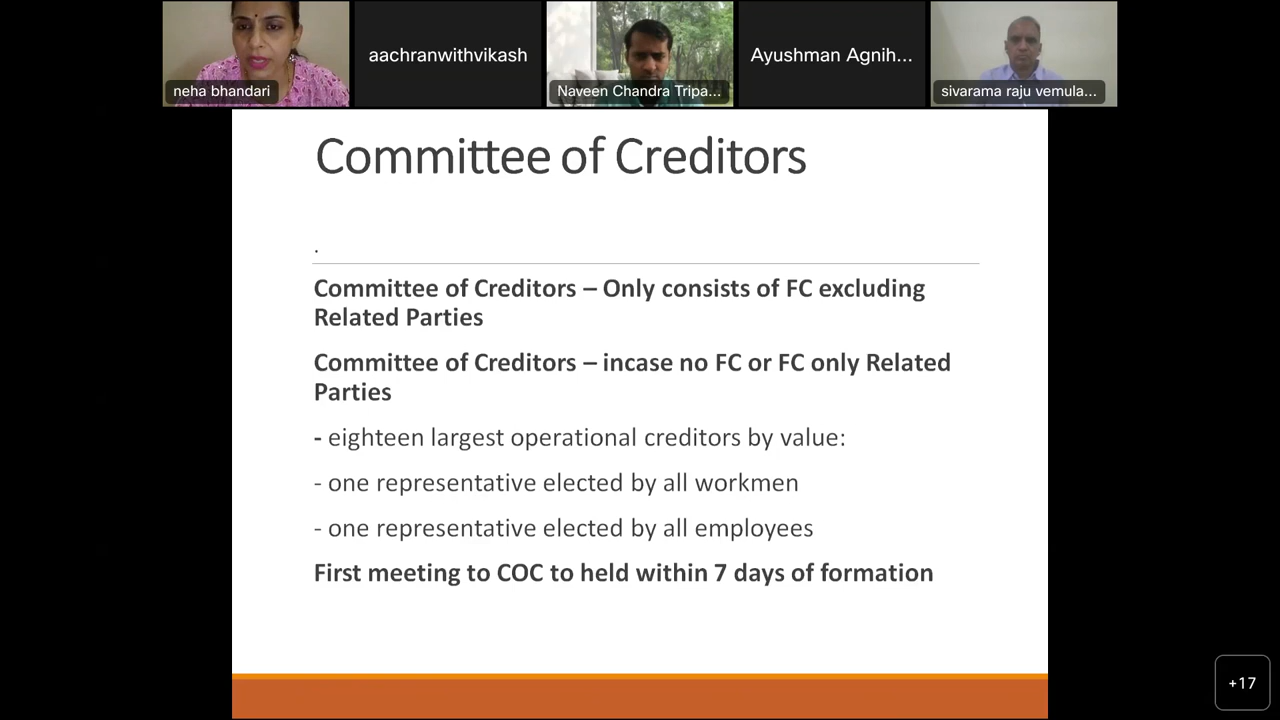 neha bhandari
aachranwithvikash
Naveen Chandra Tripa...
Ayushman Agnih...
sivarama raju vemula...
Committee of Creditors
.
Committee of Creditors – Only consists of FC excluding
Related Parties
Committee of Creditors – incase no FC or FC only Related
Parties
- eighteen largest operational creditors by value:
- one representative elected by all workmen
- one representative elected by all employees
First meeting to COC to held within 7 days of formation
+17